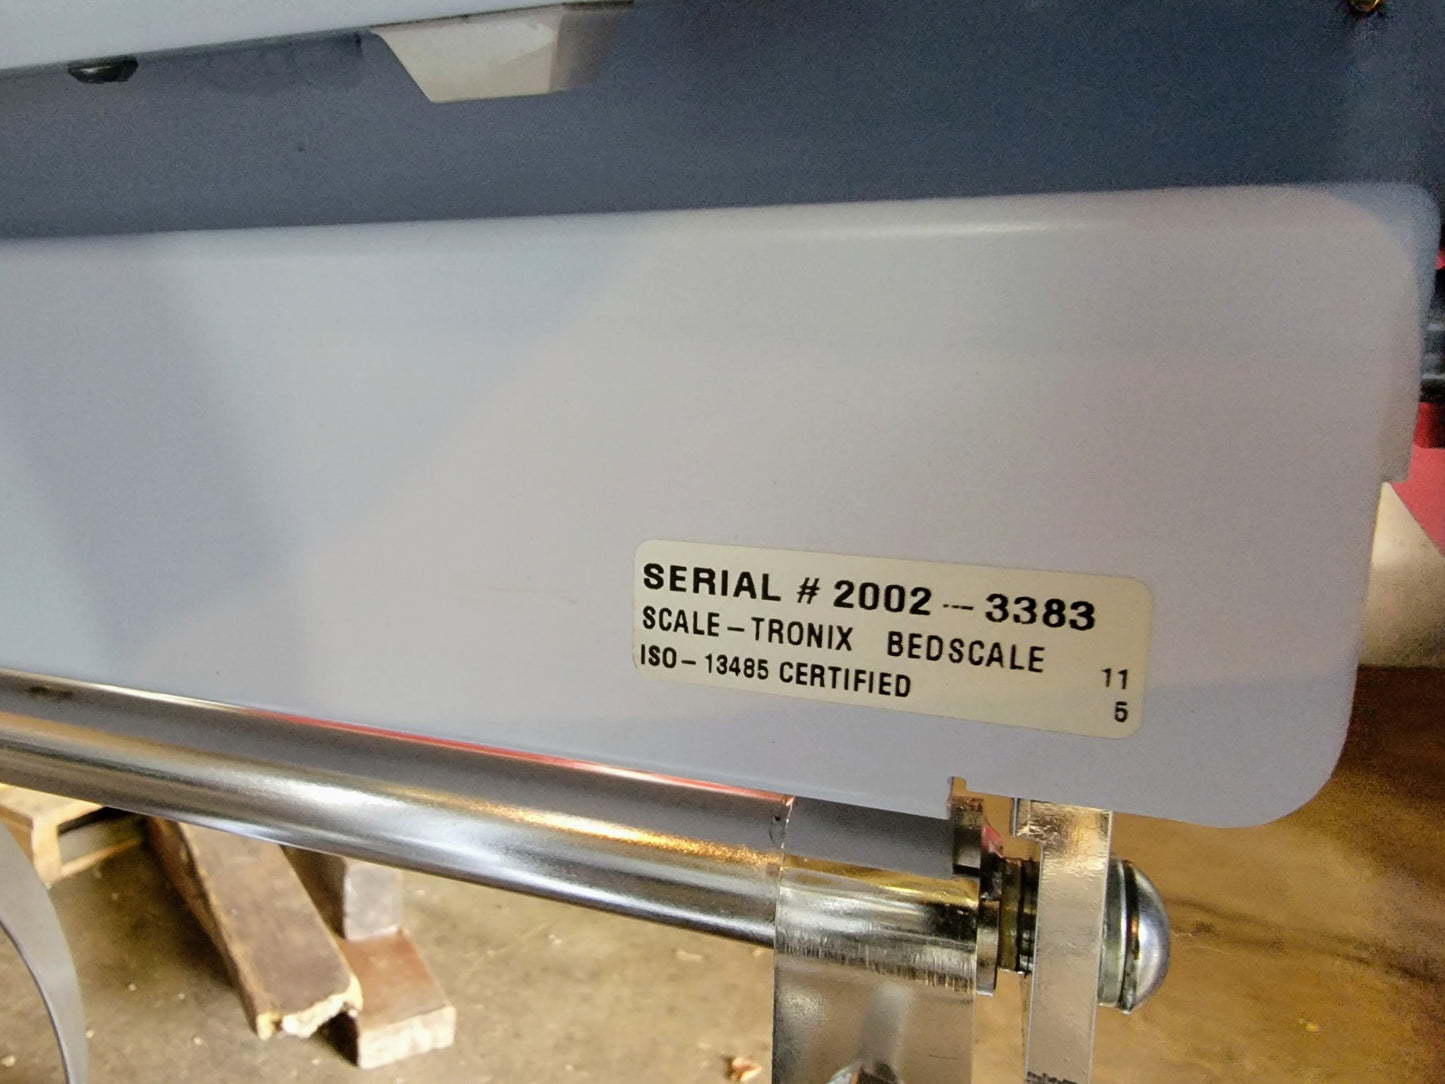 SERIAL # 2002---3383
SCALE-TRONIX BEDSCALE
ISO-13485 CERTIFIED
11
5